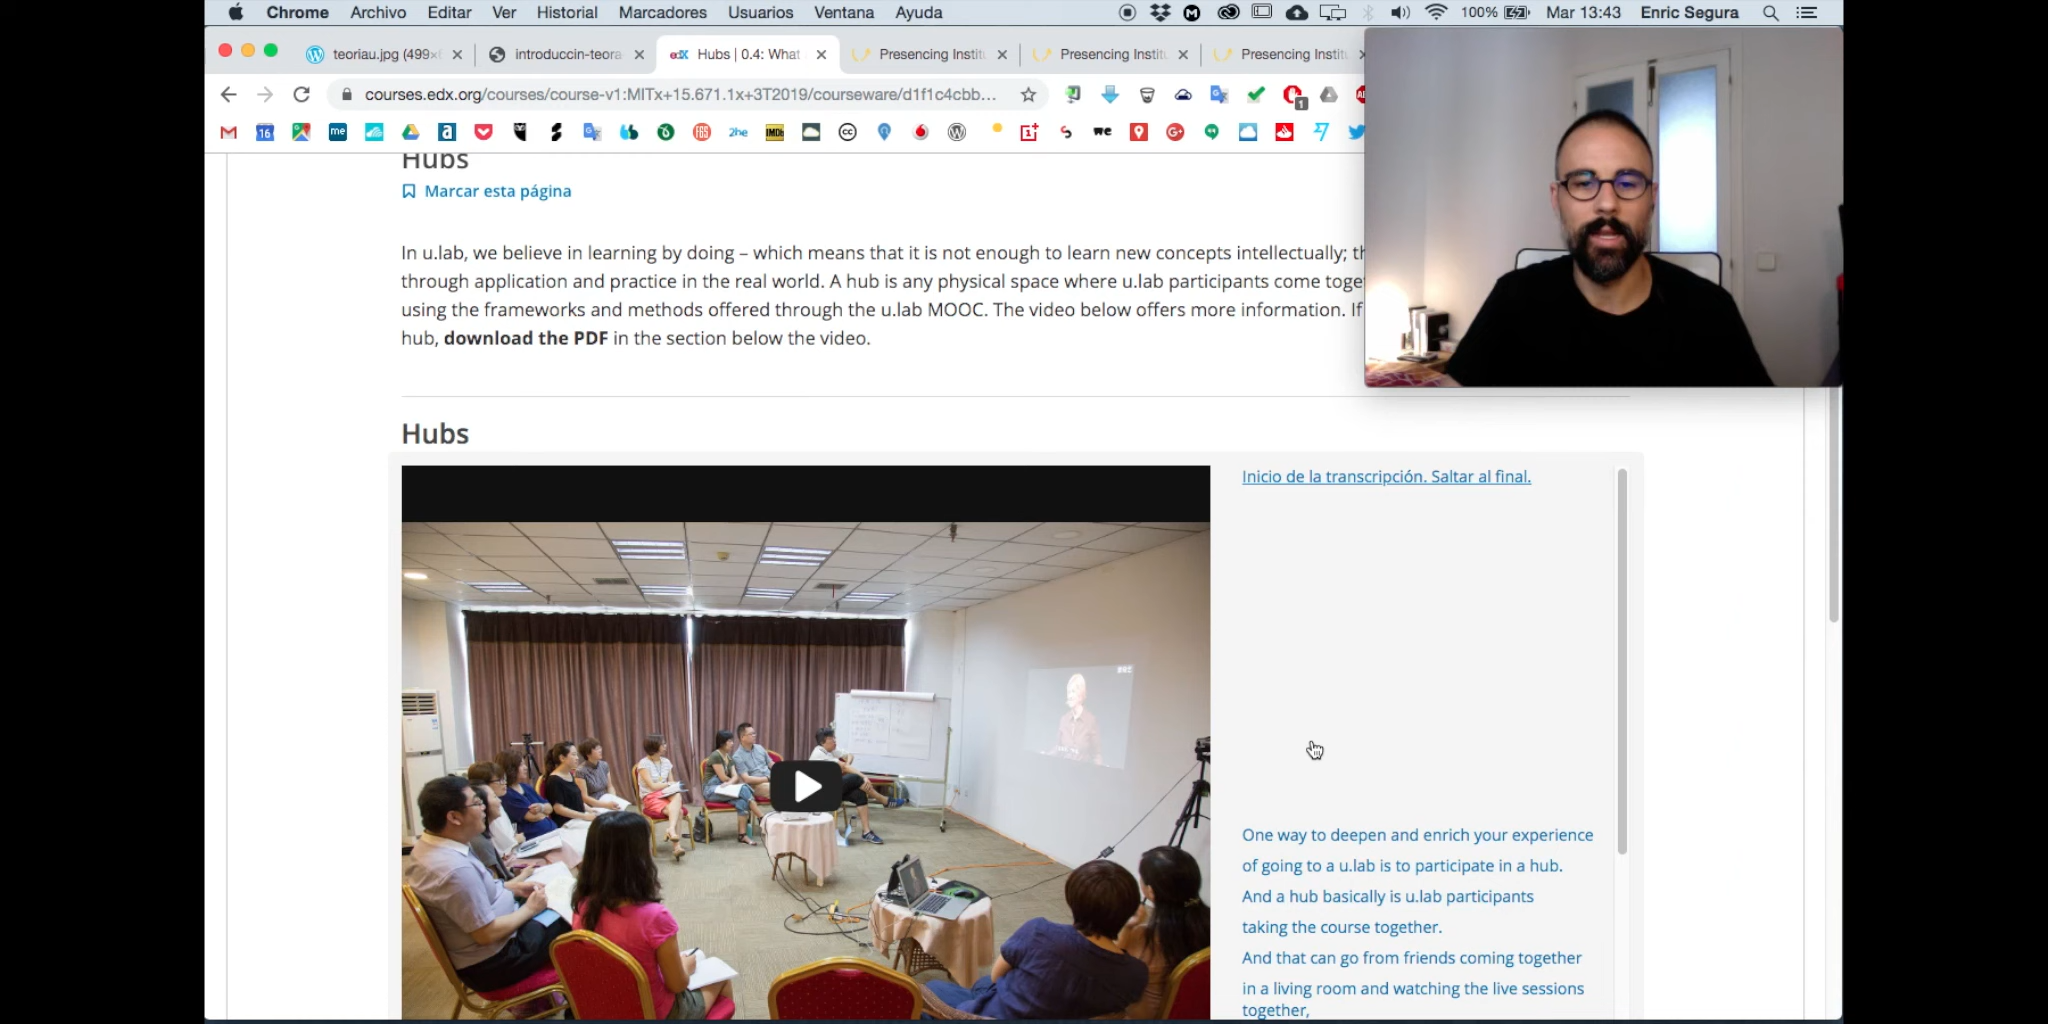 Chrome Archivo Editar Ver Historial Marcadores Usuarios Ventana Ayuda 100% Mar 13:43 Enric Segura
teoriau.jpg (499× introduccin-teora edX Hubs | 0.4: What Presencing Institu Presencing Institu Presencing Institu
courses.edx.org/courses/course-v1:MITx+15.671.1x+3T2019/courseware/d1f1c4cbb...
Hubs
Marcar esta página
In u.lab, we believe in learning by doing – which means that it is not enough to learn new concepts intellectually; th
through application and practice in the real world. A hub is any physical space where u.lab participants come toge
using the frameworks and methods offered through the u.lab MOOC. The video below offers more information. If
hub, download the PDF in the section below the video.
Hubs
Inicio de la transcripción. Saltar al final.
One way to deepen and enrich your experience
of going to a u.lab is to participate in a hub.
And a hub basically is u.lab participants
taking the course together.
And that can go from friends coming together
in a living room and watching the live sessions
together,